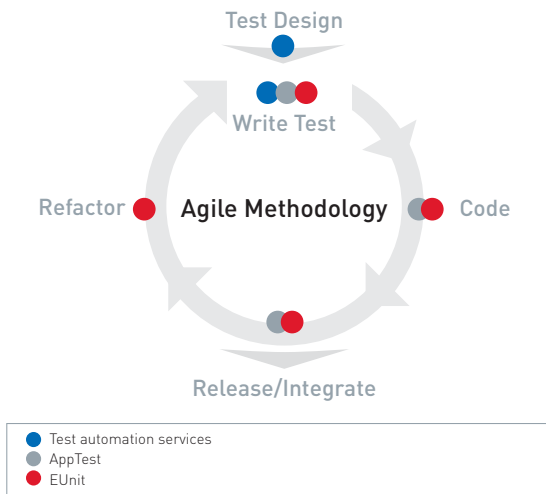 Test Design
Write Test
Refactor
Agile Methodology
Code
Release/Integrate
Test automation services
AppTest
EUnit